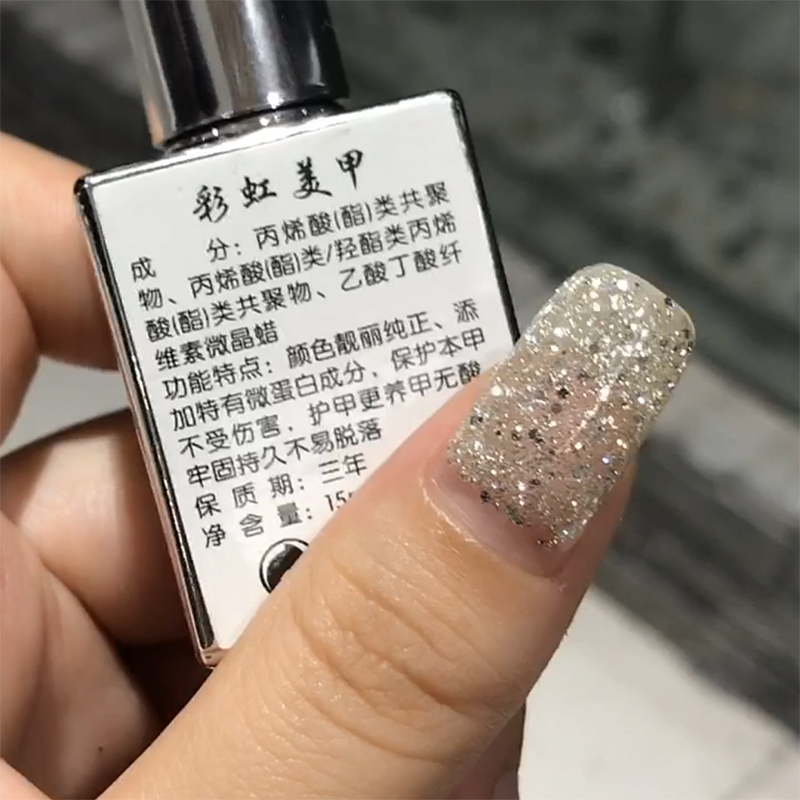 彩虹美甲
成 分：丙烯酸(酯)类共聚
物、丙烯酸(酯)类/羟酯类丙烯
酸(酯)类共聚物、乙酸丁酸纤
维素微晶蜡
功能特点：颜色靓丽纯正、添
加特有微蛋白成分，保护本甲
不受伤害，护甲更养甲无酸
牢固持久不易脱落
保 质 期：三年
净 含 量：15